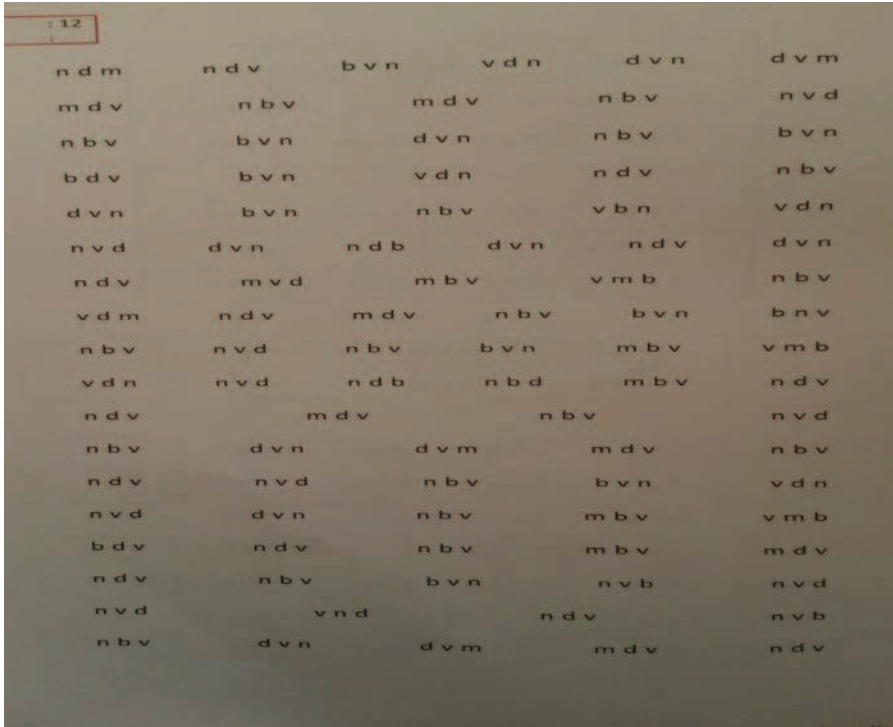 : 12
:
n d m n d v b v n v d n d v n d v m
m d v n b v m d v n b v n v d
n b v b v n d v n n b v b v n
b d v b v n v d n n d v n b v
d v n b v n n b v v b n v d n
n v d d v n n d b d v n n d v d v n
n d v m v d m b v v m b n b v
v d m n d v m d v n b v b v n b n v
n b v n v d n b v b v n m b v v m b
v d n n v d n d b n b d m b v n d v
n d v m d v n b v n v d
n b v d v n d v m m d v n b v
n d v n v d n b v b v n v d n
n v d d v n n b v m b v v m b
b d v n d v n b v m b v m d v
n d v n b v b v n n v b n v d
n v d v n d n d v n v b
n b v d v n d v m m d v n d v